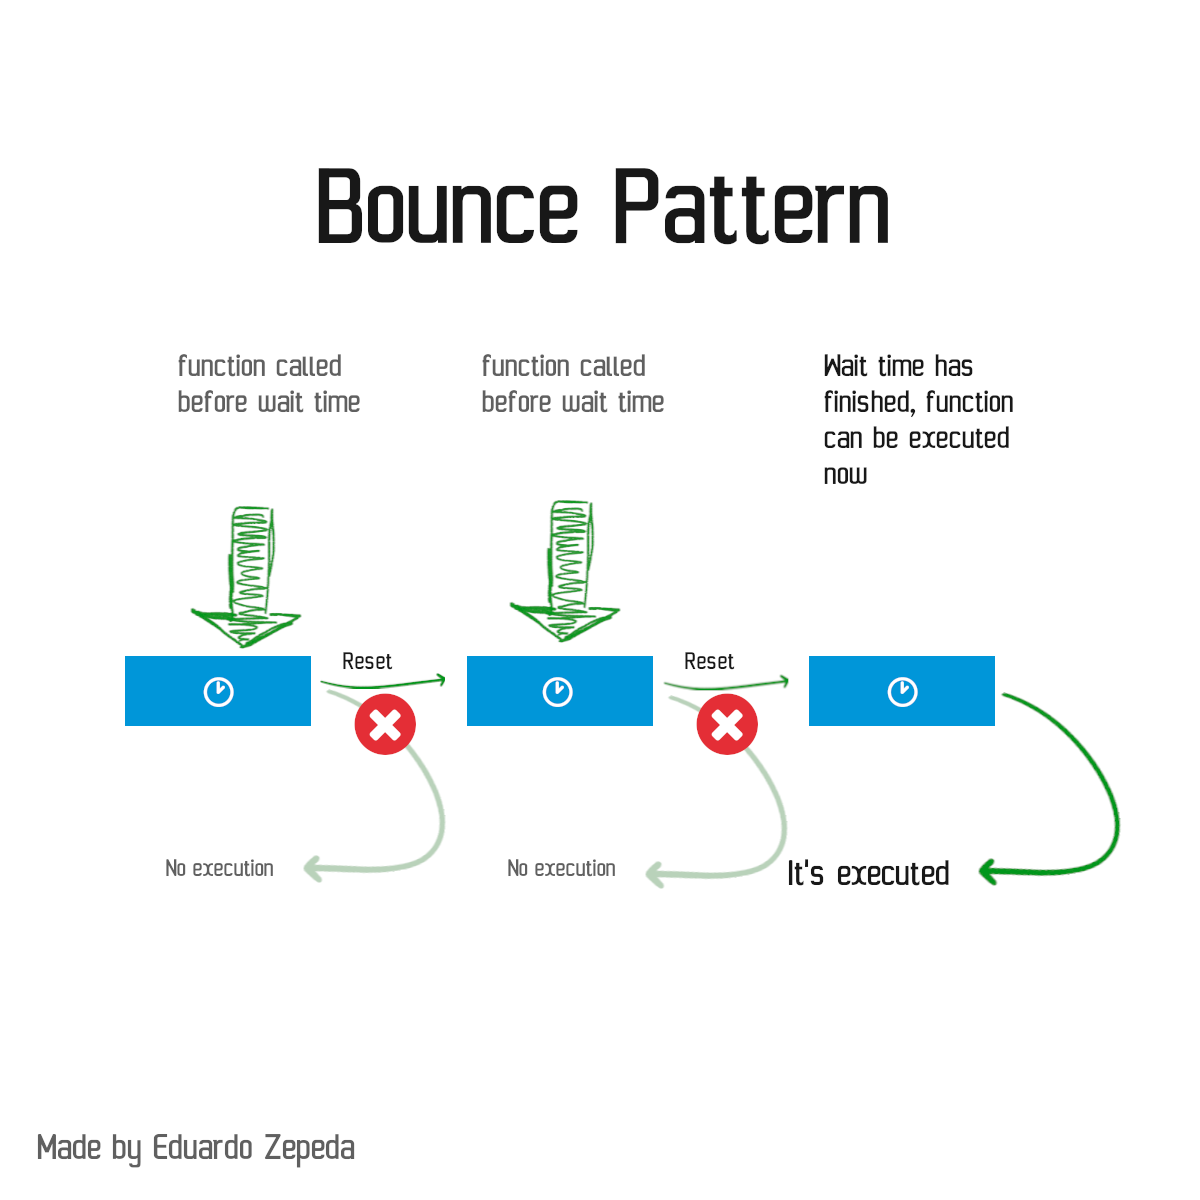 Bounce Pattern
function called
before wait time
function called
before wait time
Wait time has
finished, function
can be executed
now
Reset
Reset
No execution
No execution
It's executed
Made by Eduardo Zepeda